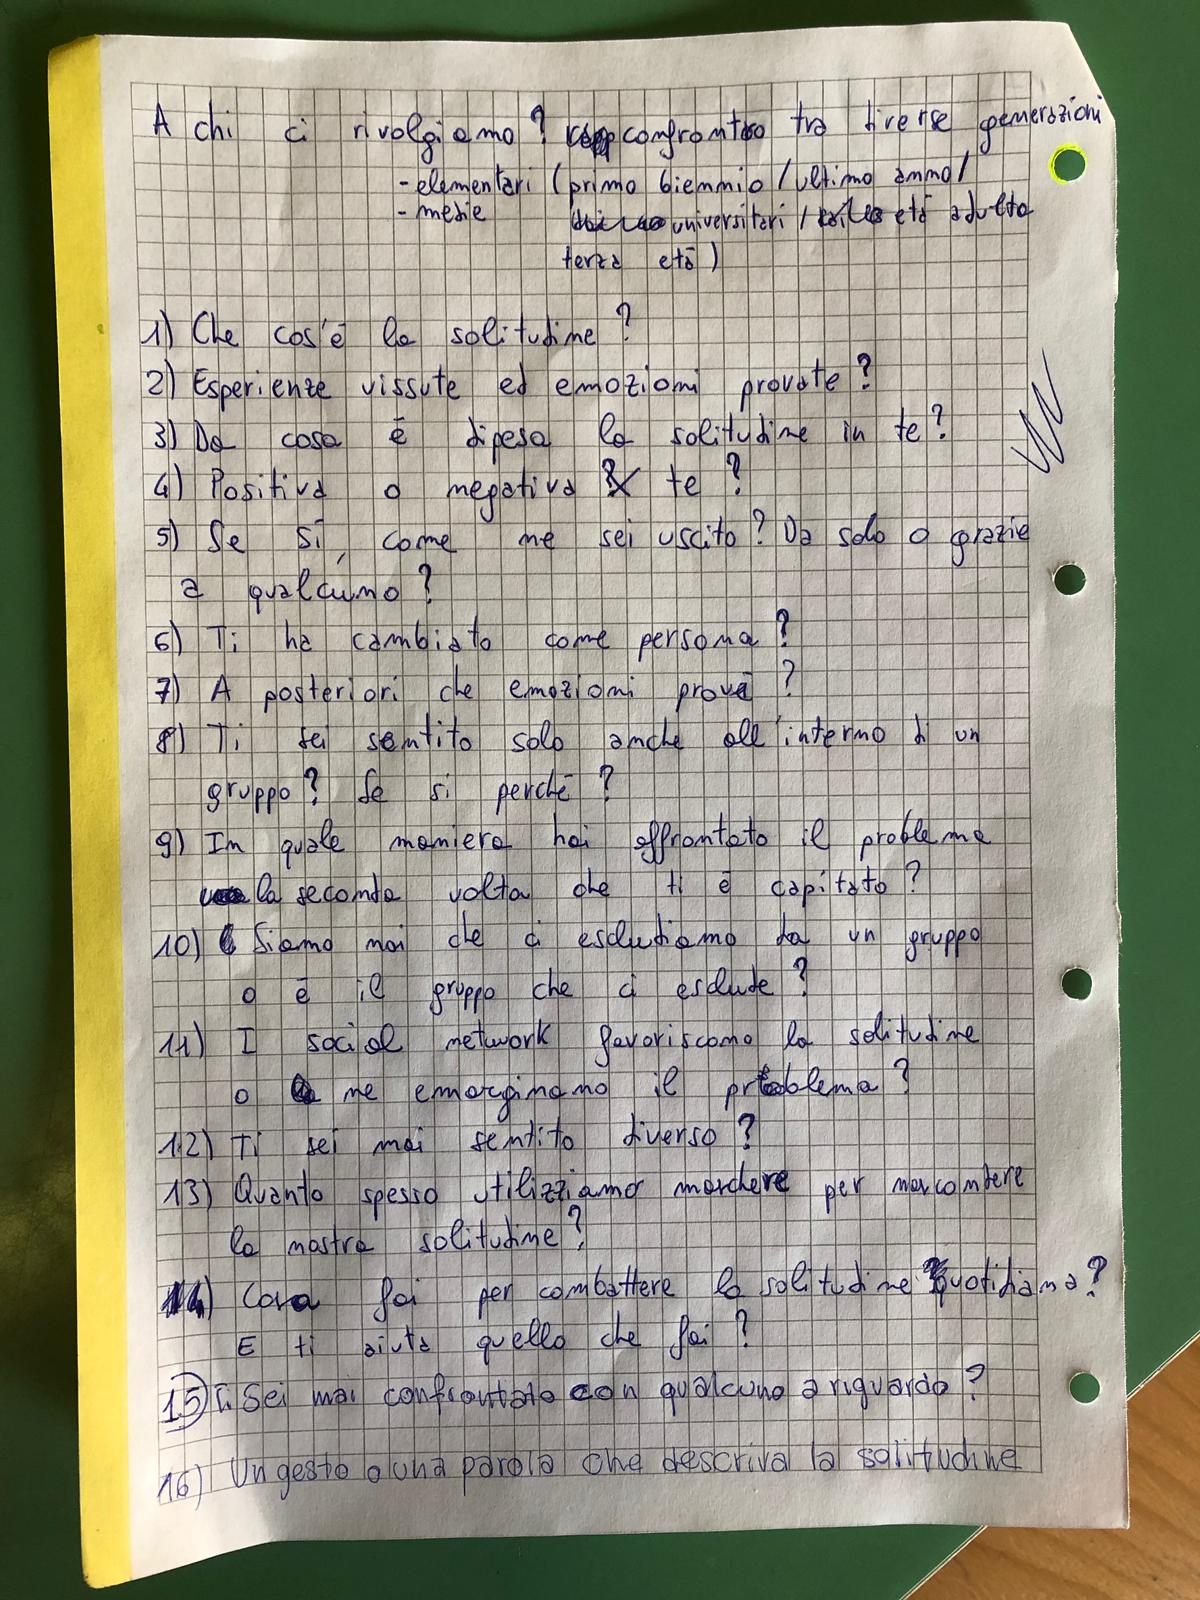 A chi ci rivolgiamo? confronto tra diverse generazioni
- elementari (primo biennio / ultimo anno /
- medie universitari / età adulta
terza età)
1) Che cos'è la solitudine?
2) Esperienze vissute ed emozioni provate?
3) Da cosa è dipesa la solitudine in te?
4) Positiva o negativa X te?
5) Se sì, come ne sei uscito? Da solo o grazie
a qualcuno?
6) Ti ha cambiato come persona?
7) A posteriori che emozioni provi?
8) Ti sei sentito solo anche all'interno di un
gruppo? Se si perché?
9) In quale maniera hai affrontato il problema
la seconda volta che ti è capitato?
10) Siamo noi che ci escludiamo da un gruppo
o è il gruppo che ci esclude?
11) I social network favoriscono la solitudine
o ne emarginano il problema?
12) Ti sei mai sentito diverso?
13) Quanto spesso utilizziamo maschere per nascondere
la nostra solitudine?
14) Cosa fai per combattere la solitudine quotidiana?
E ti aiuta quello che fai?
15) Ti sei mai confrontato con qualcuno a riguardo?
16) Un gesto o una parola che descriva la solitudine